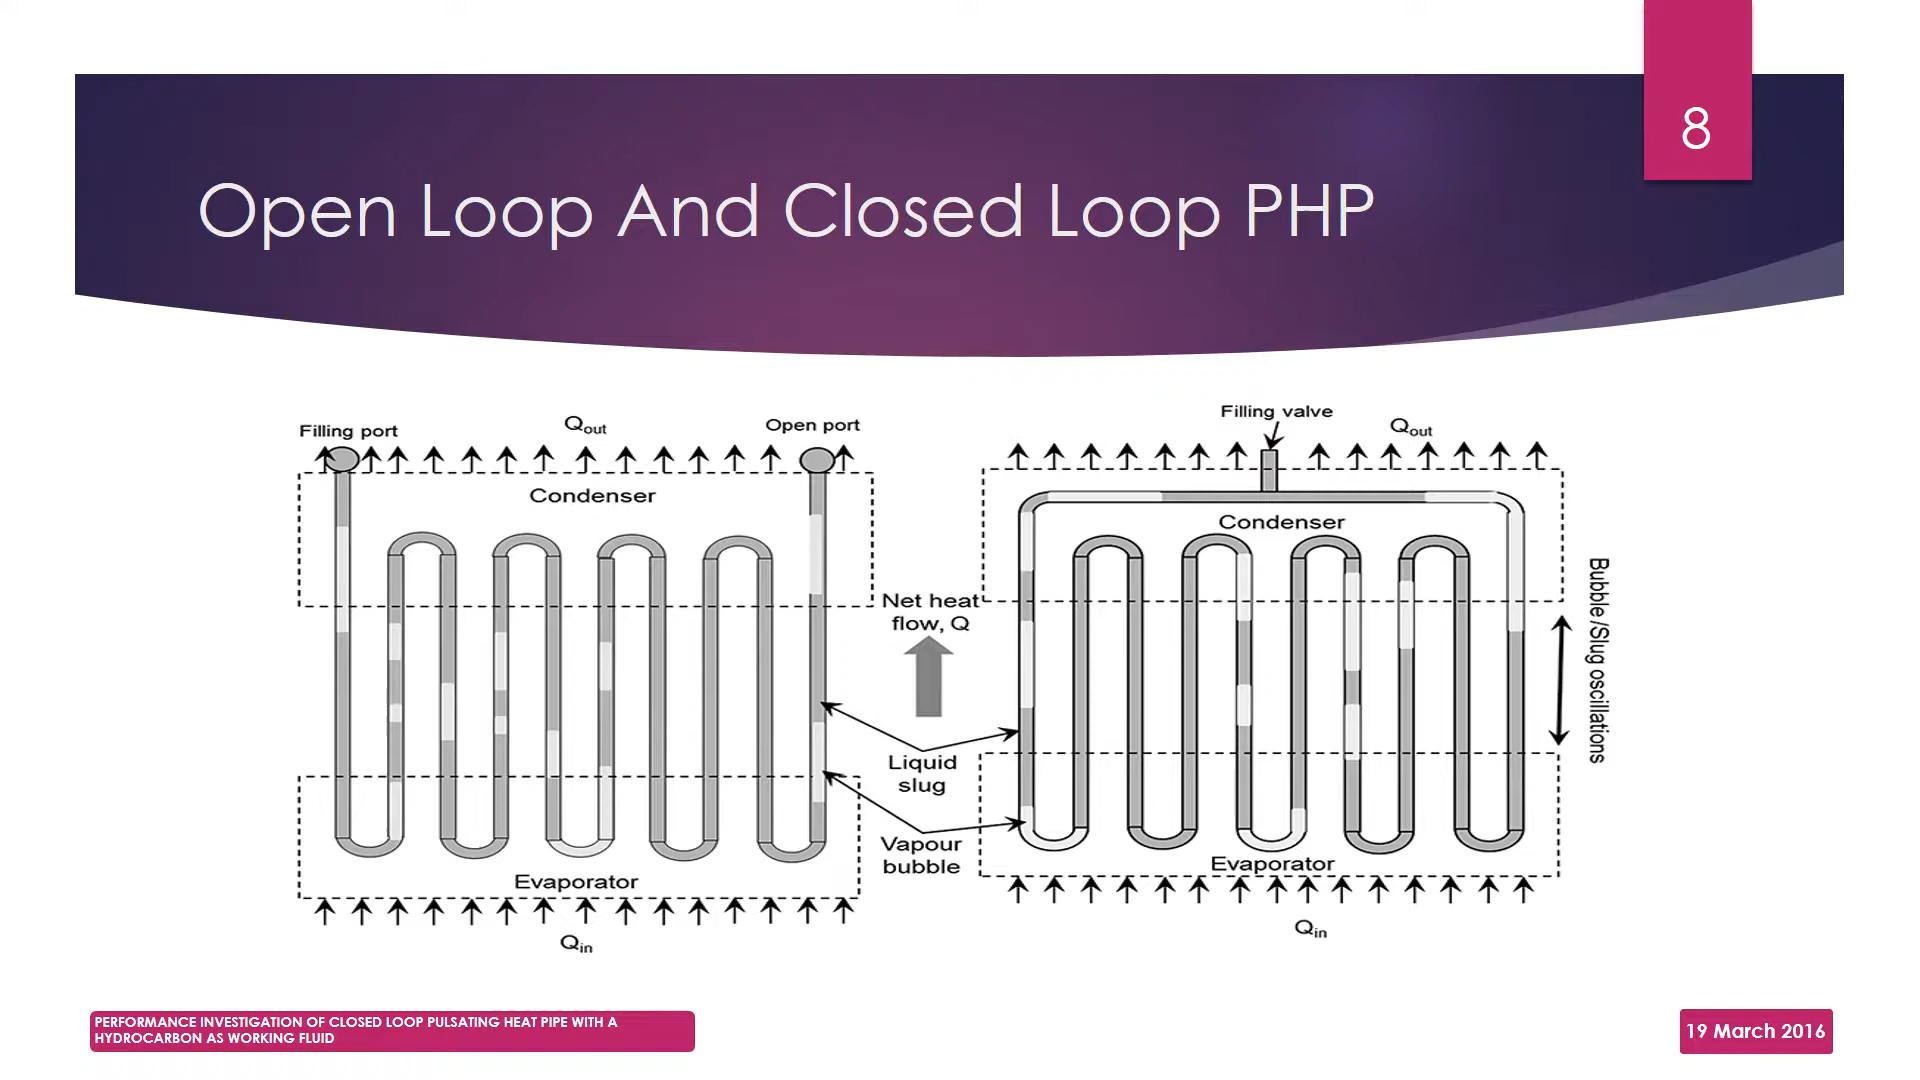 8
Open Loop And Closed Loop PHP
Filling port
Qout
Open port
Condenser
Evaporator
Qin
Net heat
flow, Q
Liquid
slug
Vapour
bubble
Filling valve
Qout
Condenser
Evaporator
Qin
Bubble /Slug oscillations
PERFORMANCE INVESTIGATION OF CLOSED LOOP PULSATING HEAT PIPE WITH A
HYDROCARBON AS WORKING FLUID
19 March 2016